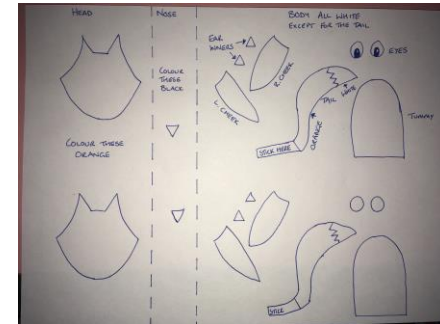 HEAD
NOSE
BODY ALL WHITE
EXCEPT FOR THE TAIL
EAR
INNERS
COLOUR
THESE
BLACK
L. CHEEK
R. CHEEK
EYES
WHITE
TAIL
ORANGE
STICK HERE
TUMMY
COLOUR THESE
ORANGE
STICK